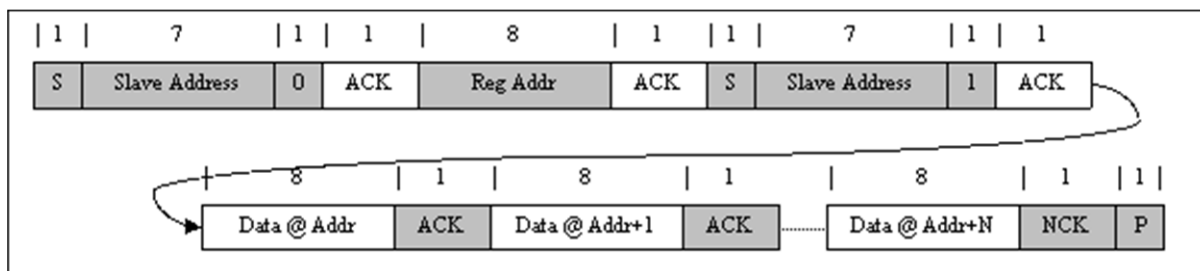 | 1 | 7 | 1 | 1 | 8 | 1 | 1 | 7 | 1 | 1
S Slave Address 0 ACK Reg Addr ACK S Slave Address 1 ACK
| 8 | 1 | 8 | 1 | 8 | 1 | 1 |
Data @ Addr ACK Data @ Addr+1 ACK Data @ Addr+N NCK P